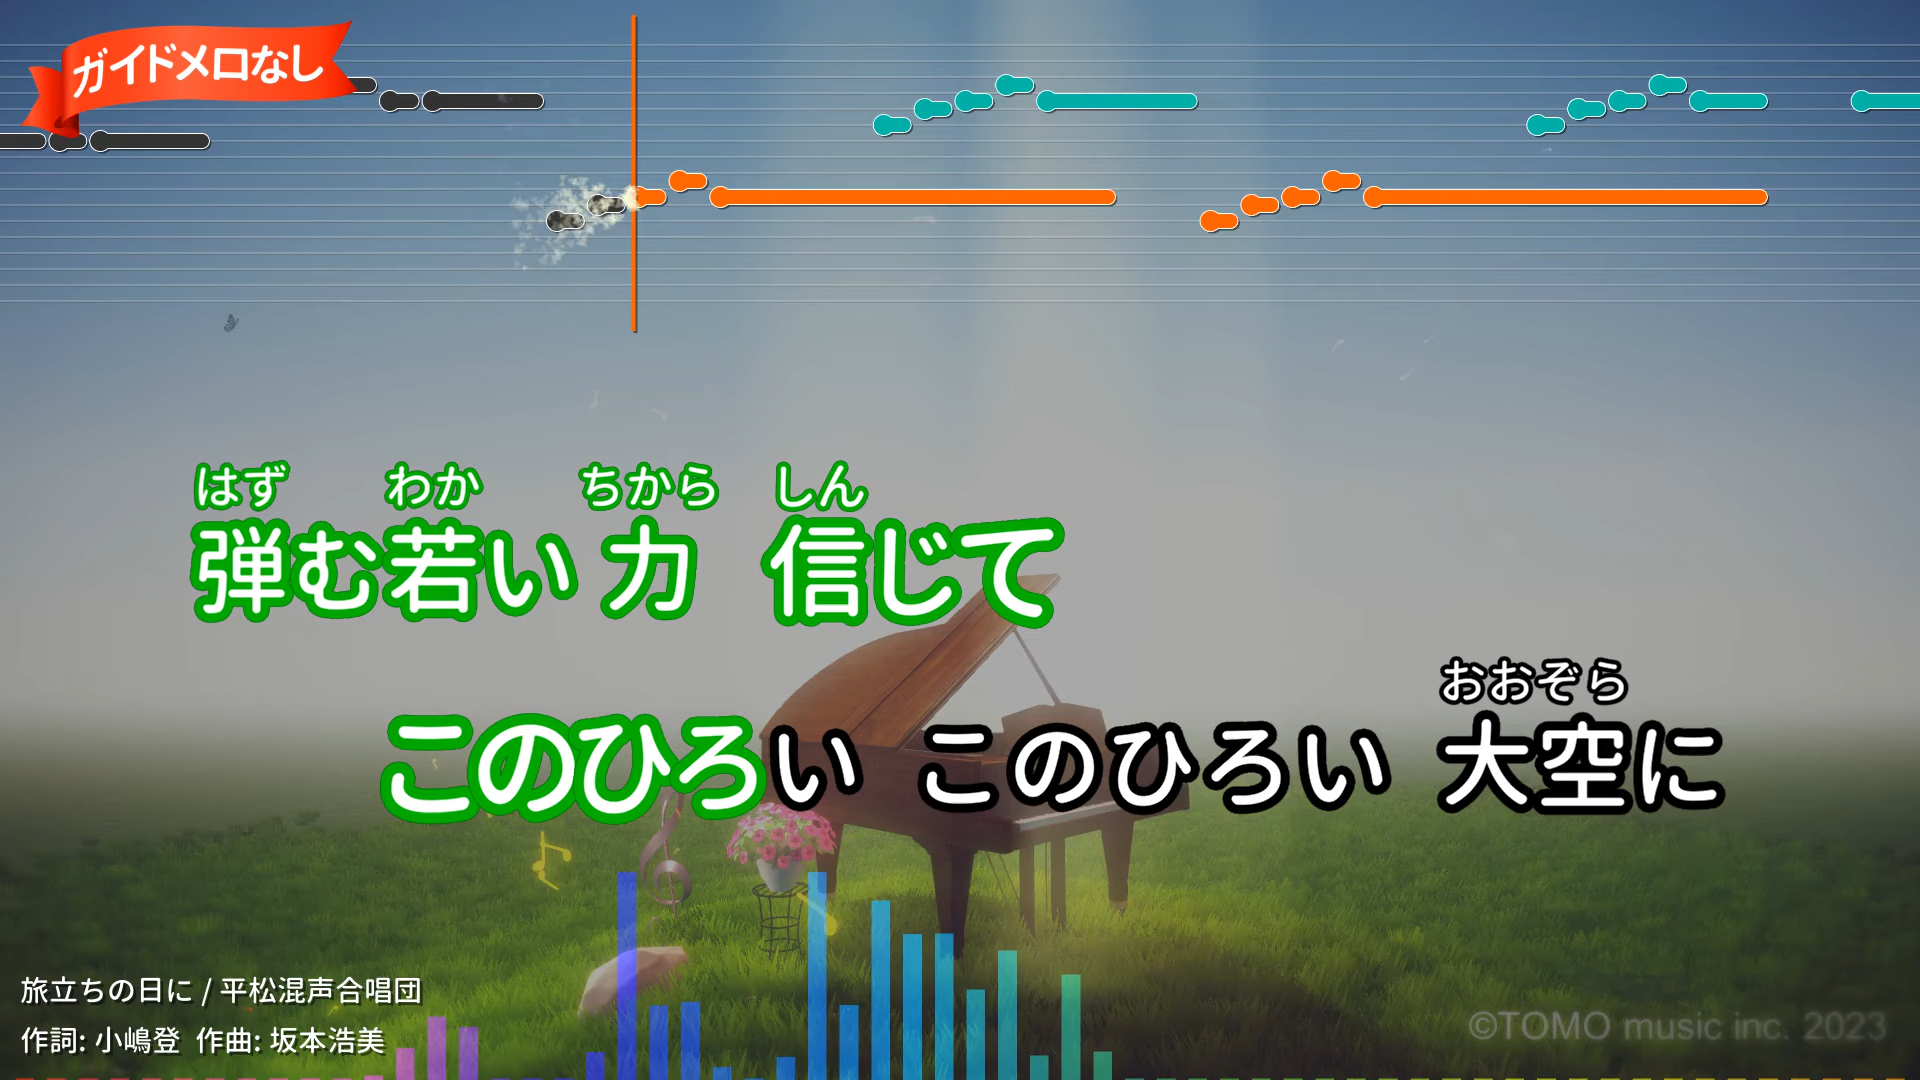 ガイドメロなし
はず わか ちから しん
弾む若い力 信じて
おおぞら
このひろい このひろい 大空に
旅立ちの日に / 平松混声合唱団
作詞: 小嶋登 作曲: 坂本浩美
©TOMO music inc. 2023